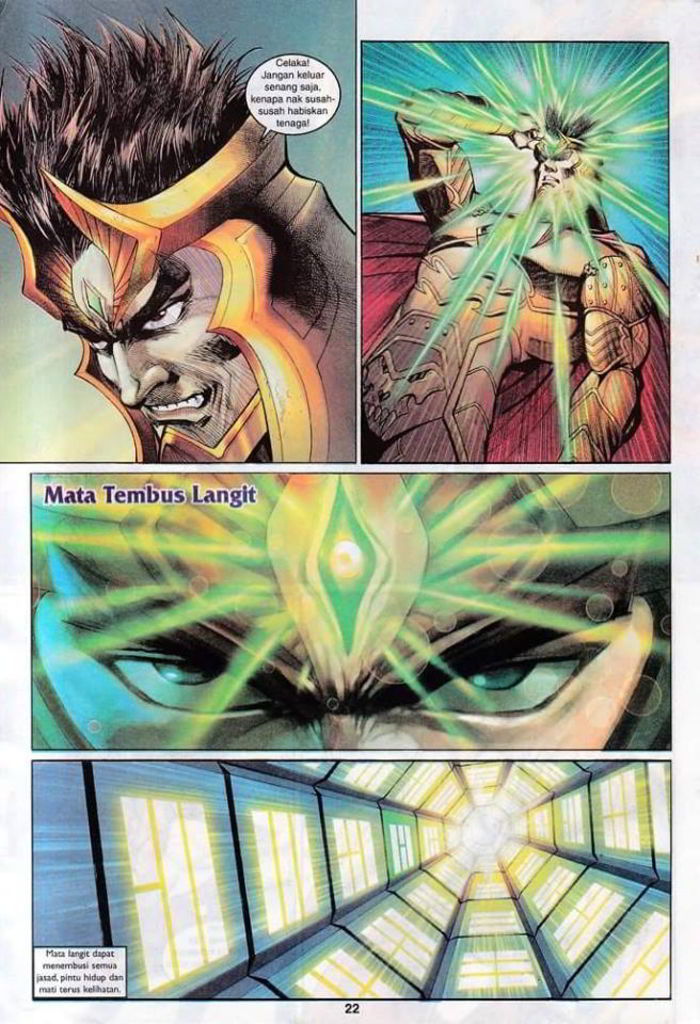 Celaka!
Jangan keluar
senang saja,
kenapa nak susah-
susah habiskan
tenaga!
Mata Tembus Langit
Mata langit dapat
menembusi semua
jasad, pintu hidup dan
mati terus kelihatan.
22